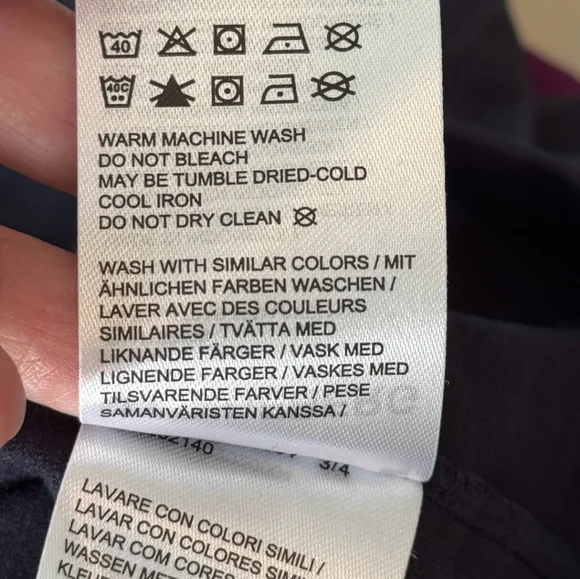 40
40C
WARM MACHINE WASH
DO NOT BLEACH
MAY BE TUMBLE DRIED-COLD
COOL IRON
DO NOT DRY CLEAN
WASH WITH SIMILAR COLORS / MIT
ÄHNLICHEN FARBEN WASCHEN /
LAVER AVEC DES COULEURS
SIMILAIRES / TVÄTTA MED
LIKNANDE FÄRGER / VASK MED
LIGNENDE FARGER / VASKES MED
TILSVARENDE FARVER / PESE
SAMANVÄRISTEN KANSSA /
3/4
LAVARE CON COLORI SIMILI /
LAVAR CON COLORES
LAVAR COM CORES
WASSEN